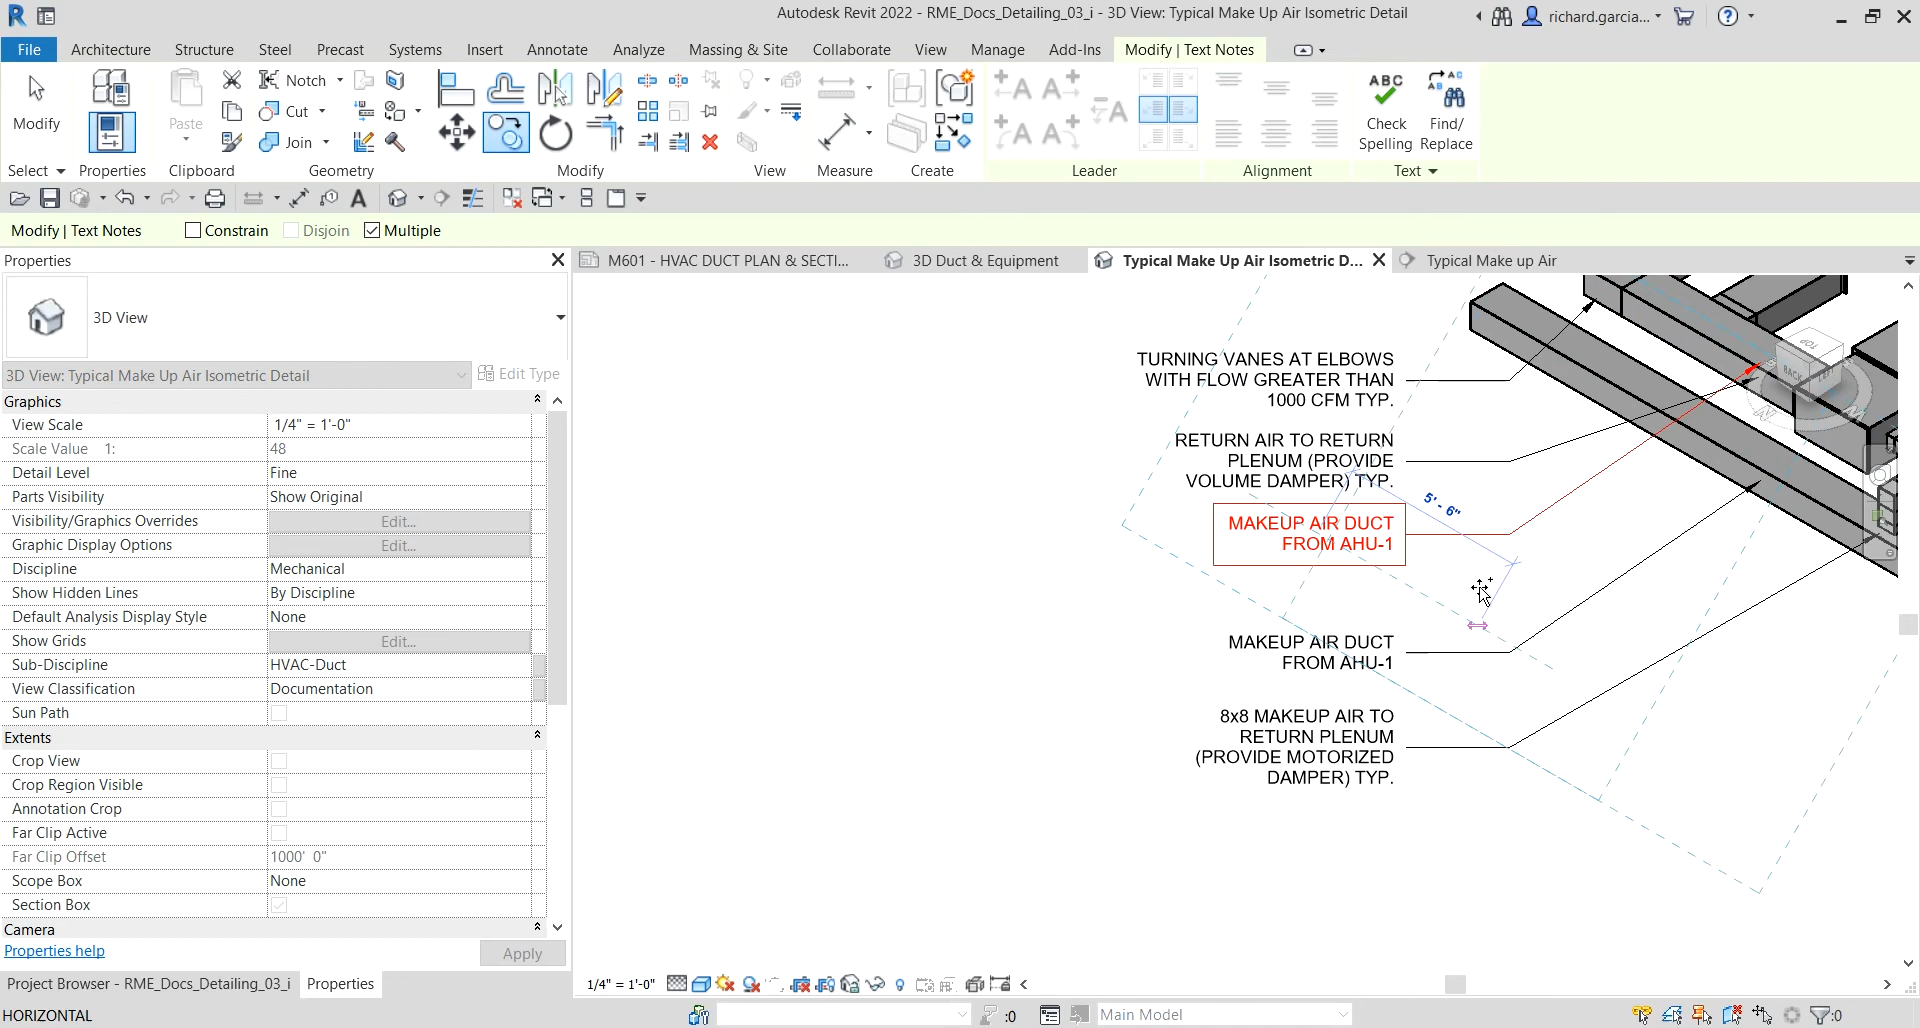 Autodesk Revit 2022 - RME_Docs_Detailing_03_i - 3D View: Typical Make Up Air Isometric Detail
richard.garcia...
File Architecture Structure Steel Precast Systems Insert Annotate Analyze Massing & Site Collaborate View Manage Add-Ins Modify | Text Notes
Modify
Paste
Notch
Cut
Join
ABC
Check
Spelling
Find/
Replace
Select Properties Clipboard Geometry Modify View Measure Create Leader Alignment Text
Modify | Text Notes Constrain Disjoin Multiple
Properties
M601 - HVAC DUCT PLAN & SECTI... 3D Duct & Equipment Typical Make Up Air Isometric D... Typical Make up Air
3D View
3D View: Typical Make Up Air Isometric Detail Edit Type
Graphics
View Scale 1/4" = 1'-0"
Scale Value 1: 48
Detail Level Fine
Parts Visibility Show Original
Visibility/Graphics Overrides Edit...
Graphic Display Options Edit...
Discipline Mechanical
Show Hidden Lines By Discipline
Default Analysis Display Style None
Show Grids Edit...
Sub-Discipline HVAC-Duct
View Classification Documentation
Sun Path
Extents
Crop View
Crop Region Visible
Annotation Crop
Far Clip Active
Far Clip Offset 1000' 0"
Scope Box None
Section Box
Camera
Properties help
Apply
Project Browser - RME_Docs_Detailing_03_i Properties
TURNING VANES AT ELBOWS
WITH FLOW GREATER THAN
1000 CFM TYP.
RETURN AIR TO RETURN
PLENUM (PROVIDE
VOLUME DAMPER) TYP.
5' - 6"
MAKEUP AIR DUCT
FROM AHU-1
MAKEUP AIR DUCT
FROM AHU-1
8x8 MAKEUP AIR TO
RETURN PLENUM
(PROVIDE MOTORIZED
DAMPER) TYP.
TOP
BACK
LEFT
1/4" = 1'-0"
HORIZONTAL
:0
Main Model
:0